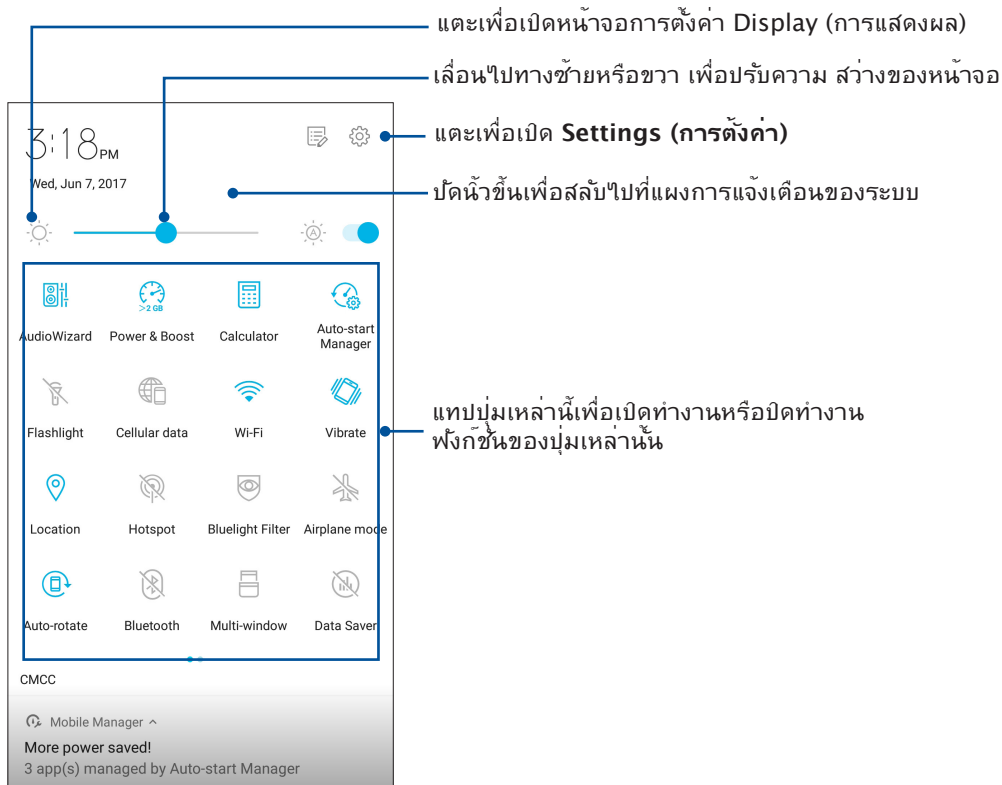 แตะเพื่อเปิดหน้าจอการตั้งค่า Display (การแสดงผล)
เลื่อนไปทางซ้ายหรือขวา เพื่อปรับความ สว่างของหน้าจอ
แตะเพื่อเปิด Settings (การตั้งค่า)
ปัดนิ้วขึ้นเพื่อสลับไปที่แผงการแจ้งเตือนของระบบ
3:18 PM
Wed, Jun 7, 2017
A
>2 GB
AudioWizard Power & Boost Calculator Auto-start
Manager
Flashlight Cellular data Wi-Fi Vibrate
แทปปุ่มเหล่านี้เพื่อเปิดทำงานหรือปิดทำงาน
ฟังก์ชันของปุ่มเหล่านั้น
Location Hotspot Bluelight Filter Airplane mode
Auto-rotate Bluetooth Multi-window Data Saver
CMCC
Mobile Manager
More power saved!
3 app(s) managed by Auto-start Manager